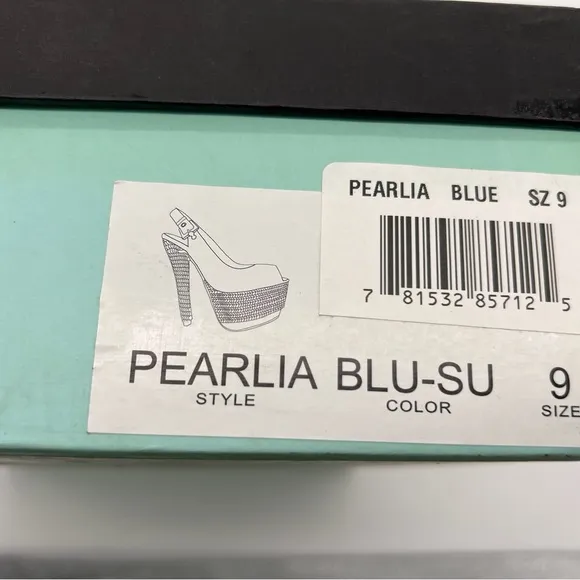 PEARLIA BLUE SZ 9
7 81532 85712 5
PEARLIA BLU-SU 9
STYLE COLOR SIZE